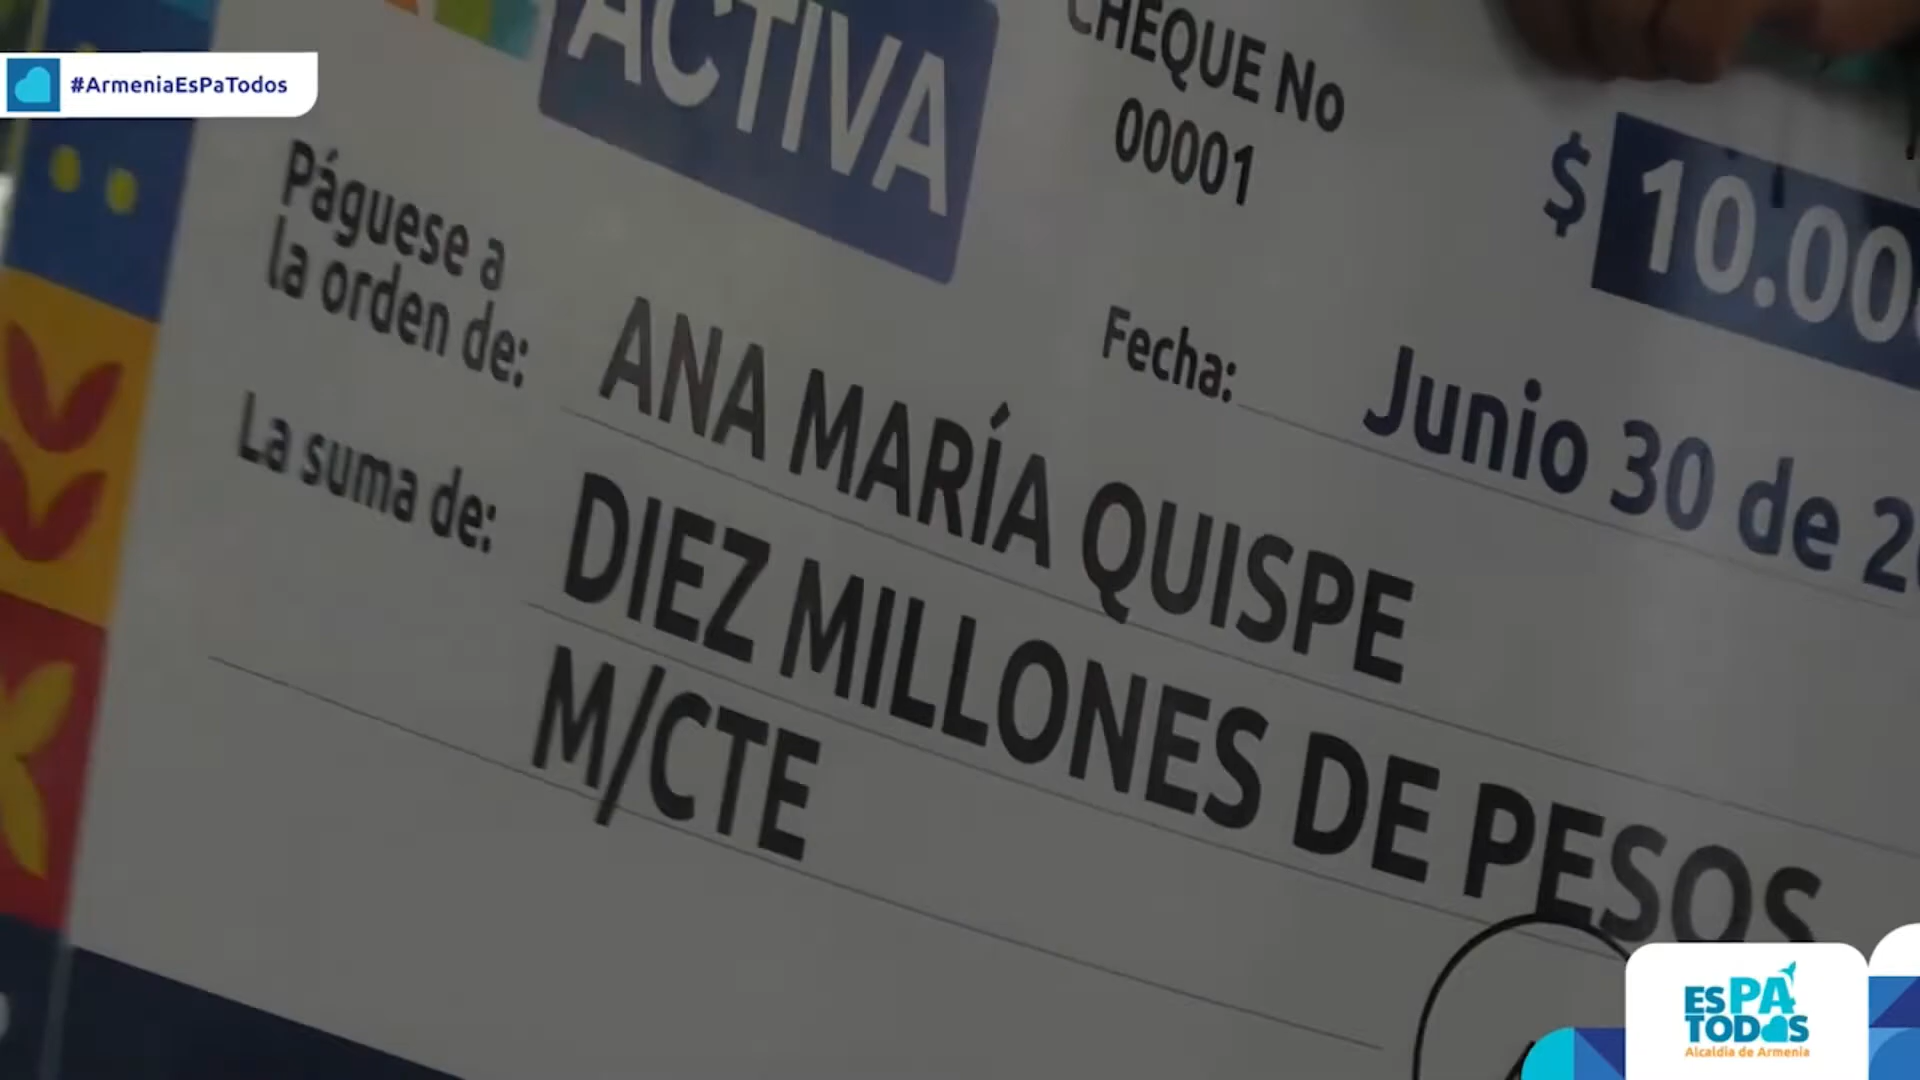 #ArmeniaEsPaTodos
ACTIVA
CHEQUE No
00001
$ 10.00
Páguese a
la orden de:
ANA MARÍA QUISPE
Fecha:
Junio 30 de 2
La suma de:
DIEZ MILLONES DE PESOS
M/CTE
ES PA
TODOS
Alcaldía de Armenia